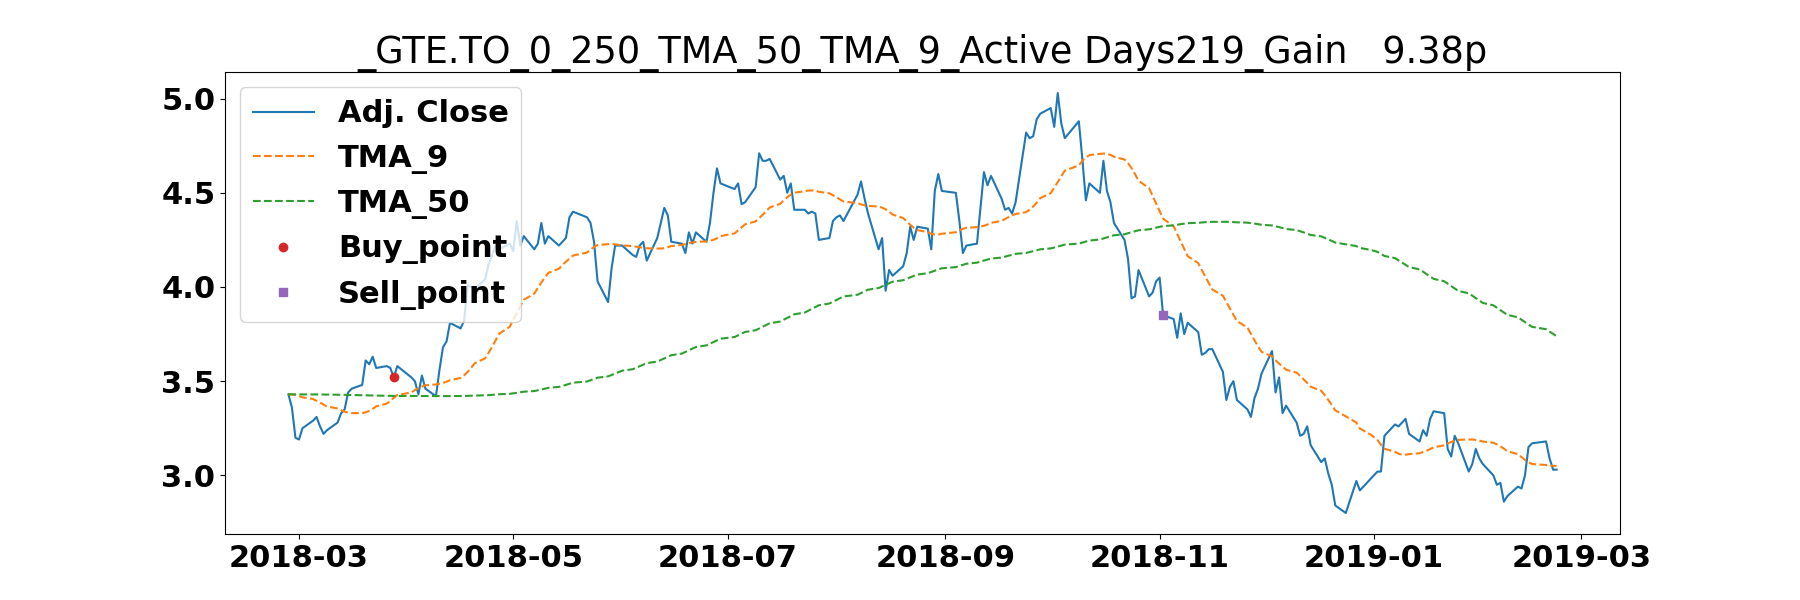 _GTE.TO_0_250_TMA_50_TMA_9_Active Days219_Gain   9.38p
5.0
4.5
4.0
3.5
3.0
Adj. Close
TMA_9
TMA_50
Buy_point
Sell_point
2018-03 2018-05 2018-07 2018-09 2018-11 2019-01 2019-03